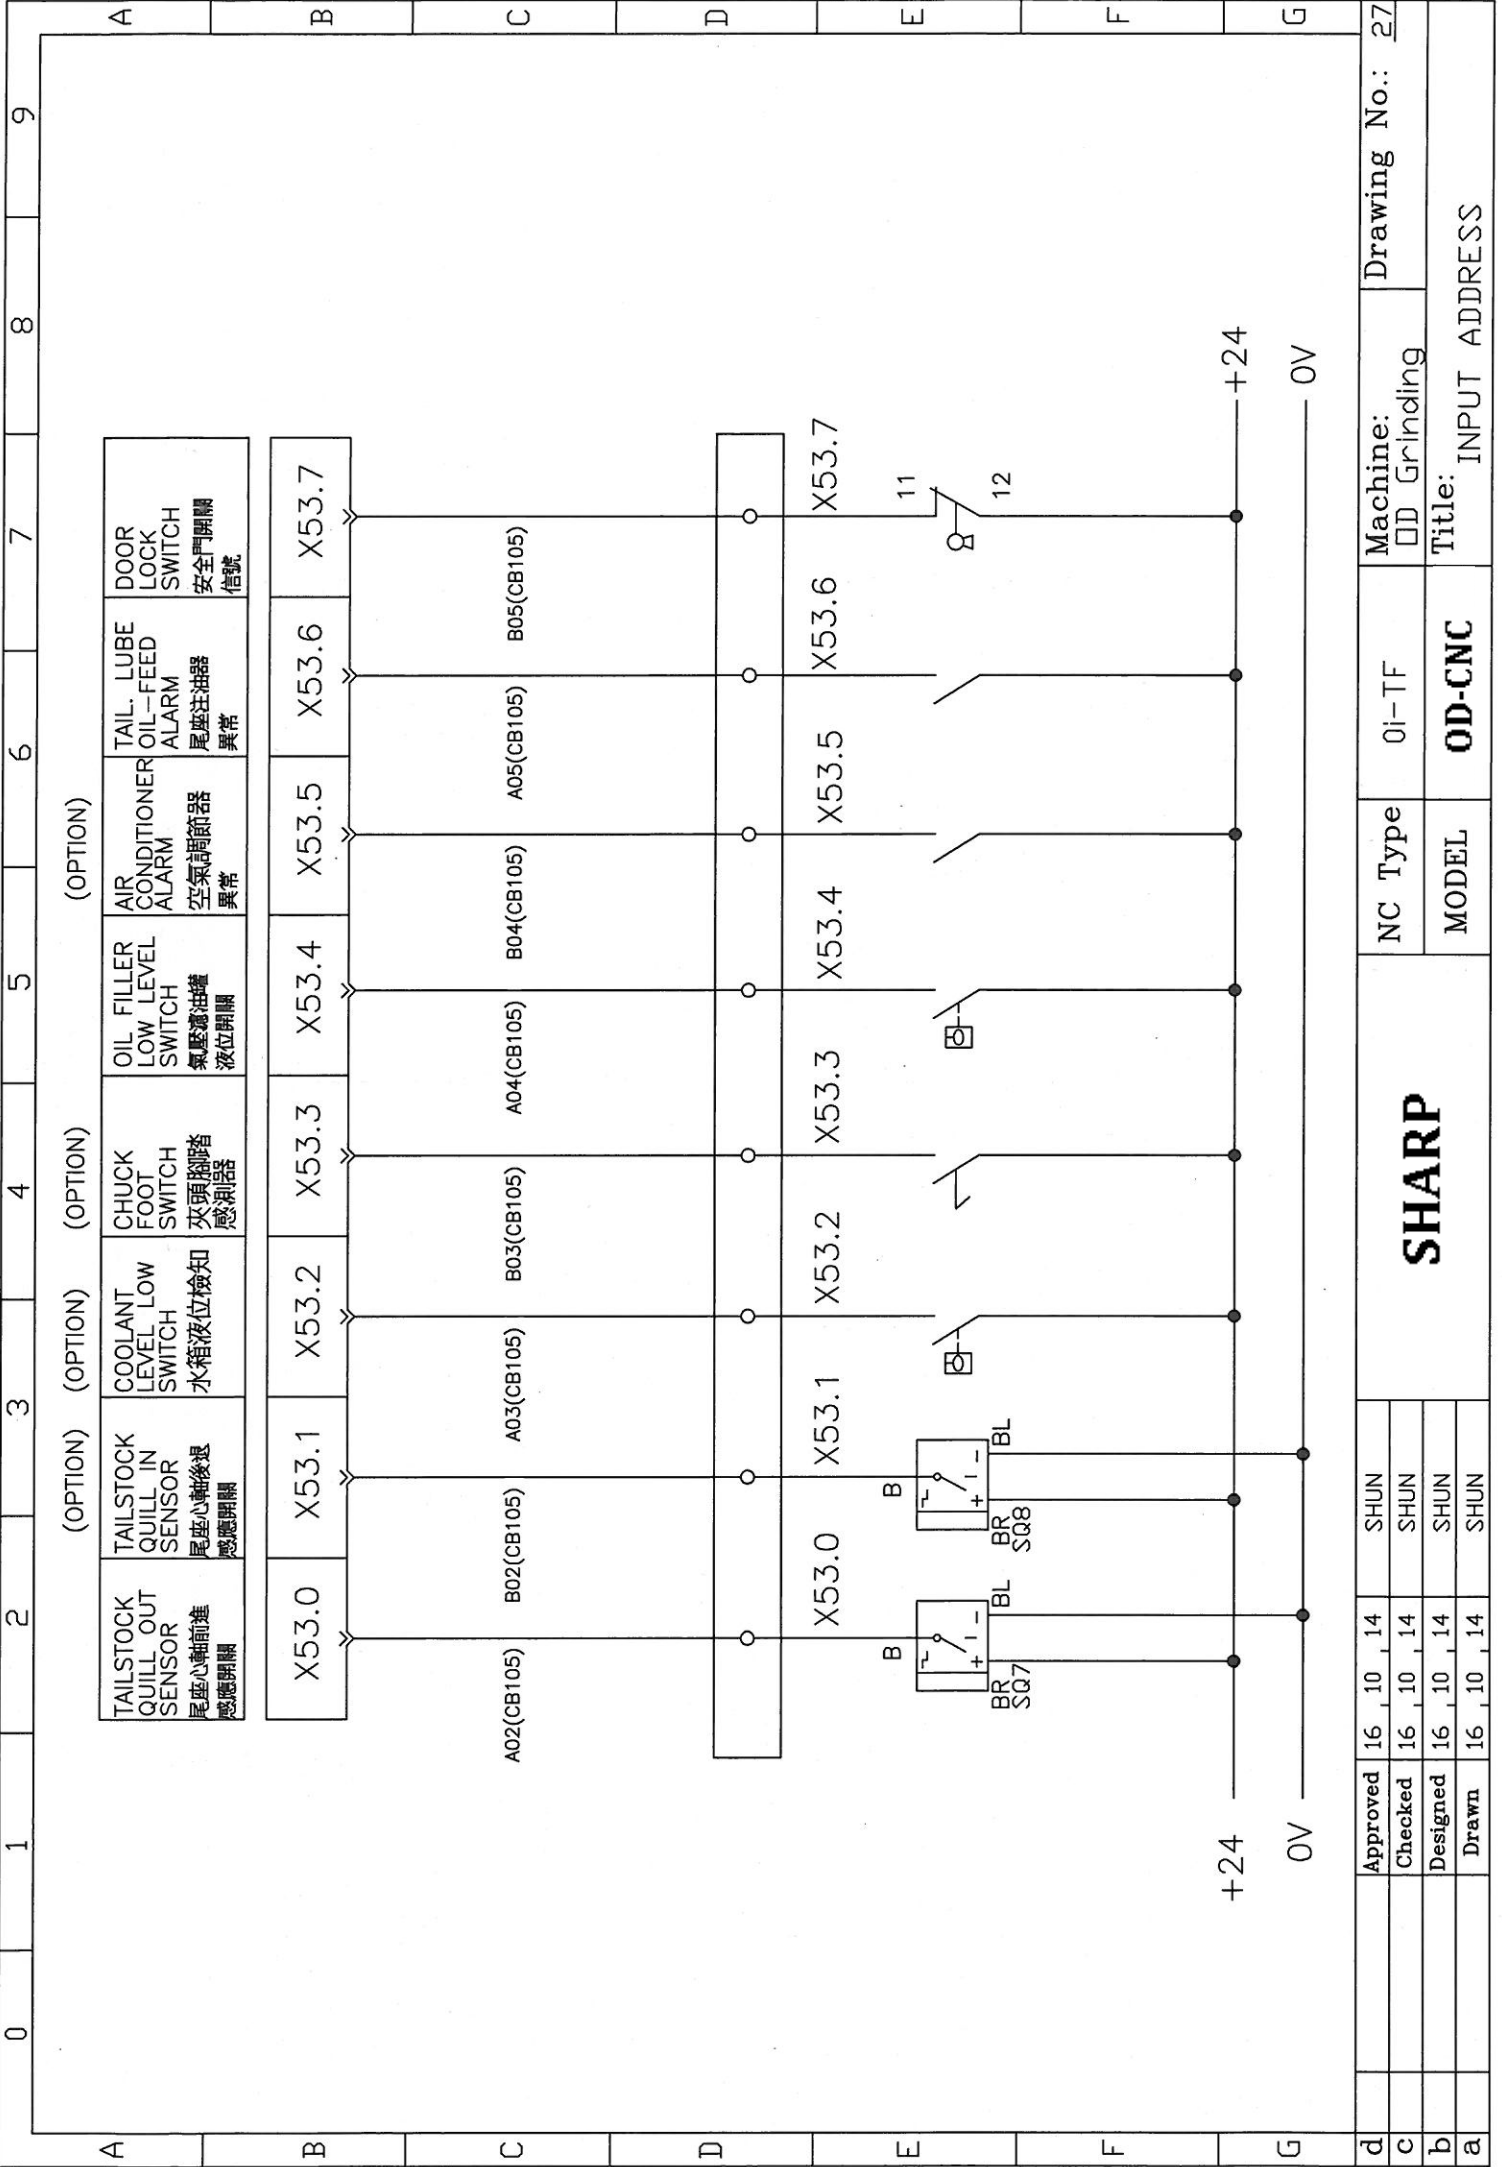 0 1 2 3 4 5 6 7 8 9
A
B
C
D
E
F
G
A
B
C
D
E
F
G
(OPTION) (OPTION) (OPTION) (OPTION)
TAILSTOCK
QUILL OUT
SENSOR
尾座心軸前進
感應開關
TAILSTOCK
QUILL IN
SENSOR
尾座心軸後退
感應開關
COOLANT
LEVEL LOW
SWITCH
水箱液位檢知
CHUCK
FOOT
SWITCH
夾頭腳踏
感測器
OIL FILLER
LOW LEVEL
SWITCH
氣壓濾油罐
液位開關
AIR
CONDITIONER
ALARM
空氣調節器
異常
TAIL. LUBE
OIL-FEED
ALARM
尾座注油器
異常
DOOR
LOCK
SWITCH
安全門開關
信號
X53.0 X53.1 X53.2 X53.3 X53.4 X53.5 X53.6 X53.7
A02(CB105) B02(CB105) A03(CB105) B03(CB105) A04(CB105) B04(CB105) A05(CB105) B05(CB105)
X53.0 X53.1 X53.2 X53.3 X53.4 X53.5 X53.6 X53.7
B B 11
+ - + -
BR BL BR BL 12
SQ7 SQ8
+24 +24
0V 0V
d Approved 16 , 10 , 14 SHUN
c Checked 16 , 10 , 14 SHUN
b Designed 16 , 10 , 14 SHUN
a Drawn 16 , 10 , 14 SHUN
SHARP
NC Type 0i-TF
MODEL OD-CNC
Machine:
OD Grinding
Drawing No.: 27
Title:
INPUT ADDRESS